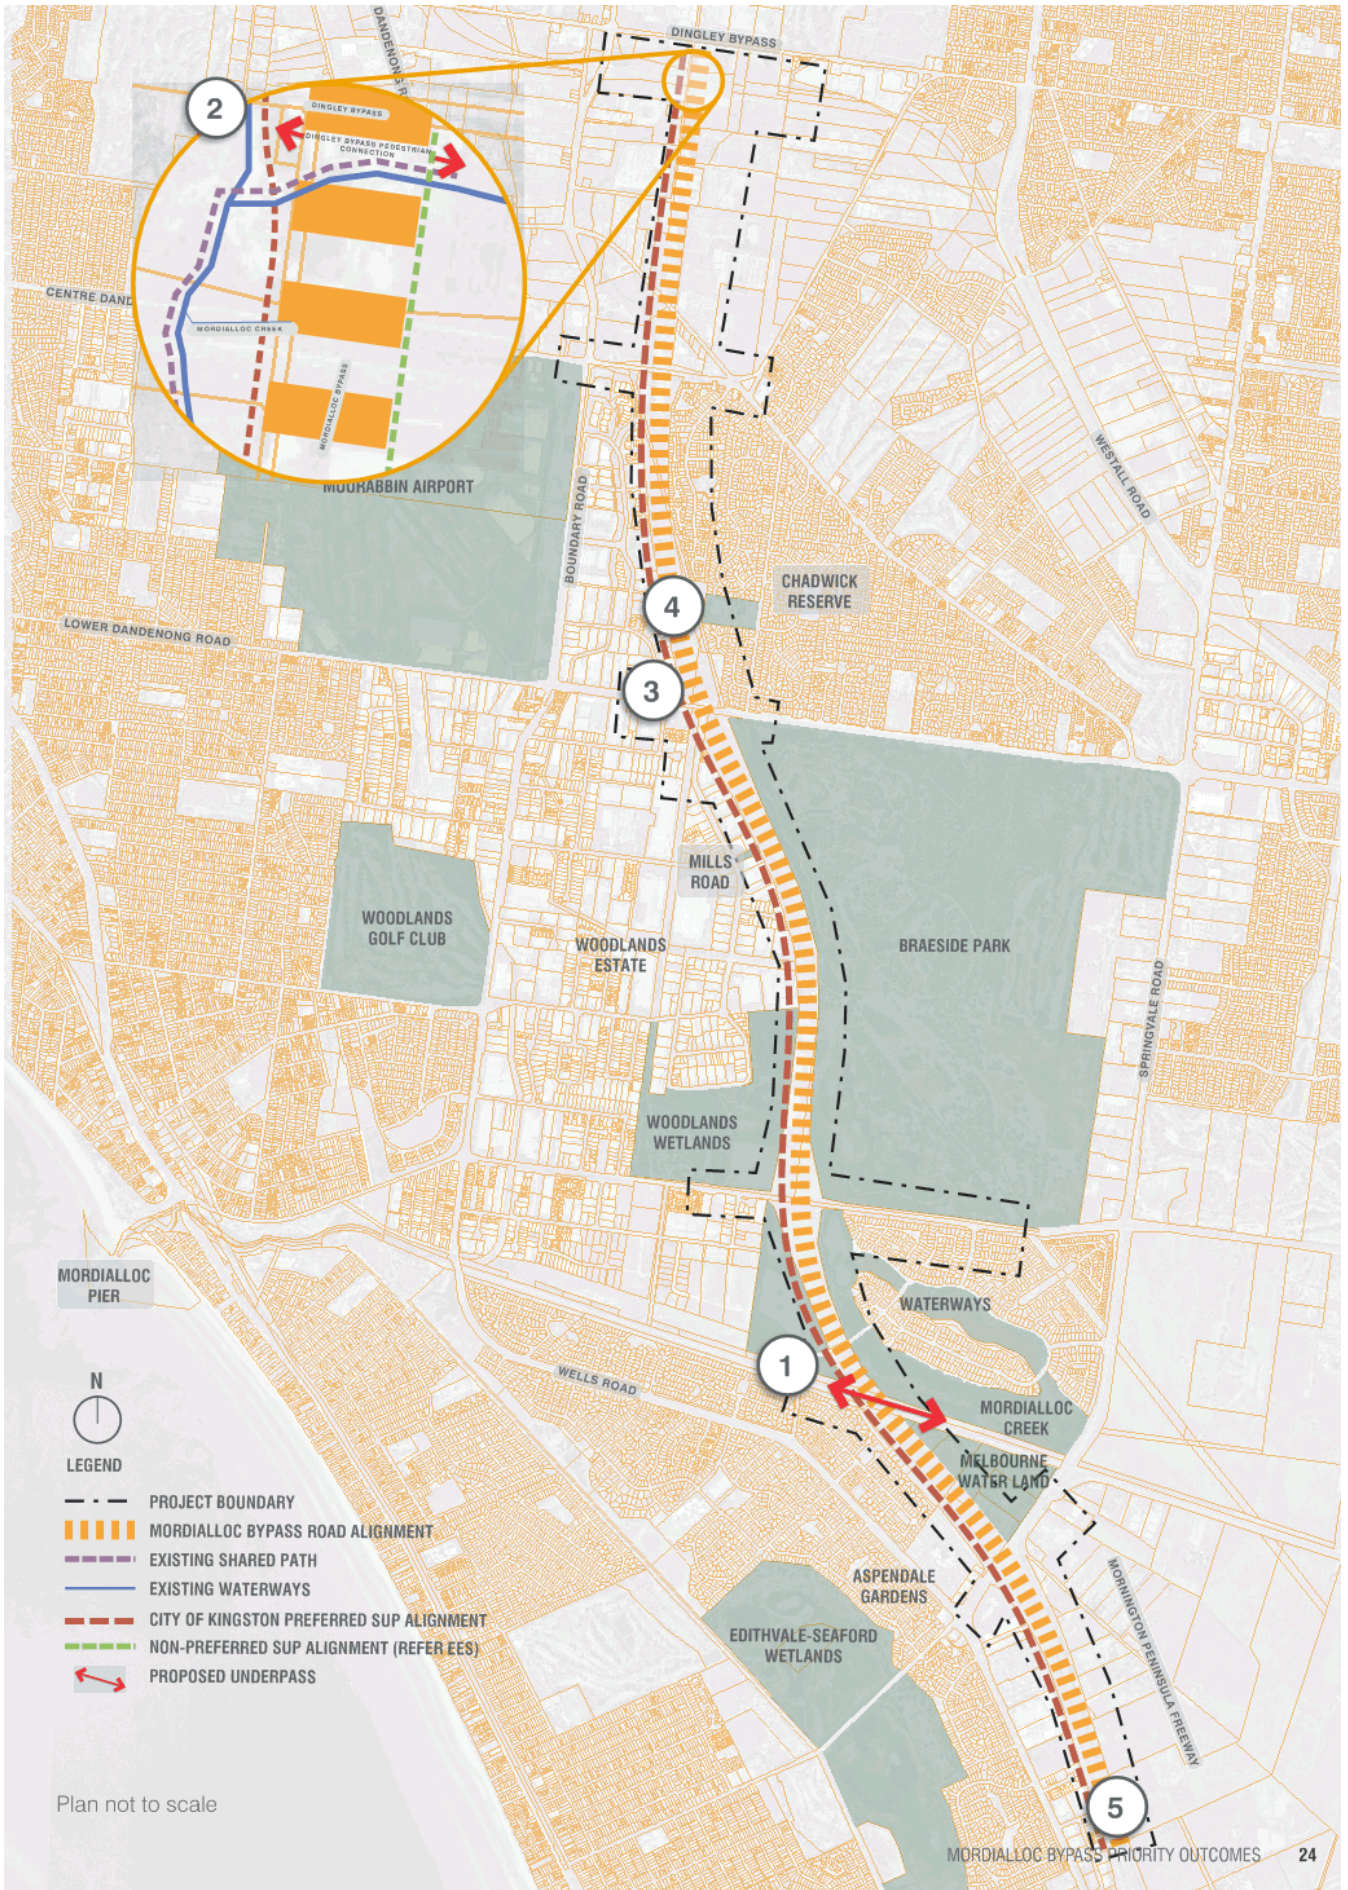 DINGLEY BYPASS
DANDENONG R
2
DINGLEY BYPASS
DINGLEY BYPASS PEDESTRIAN
CONNECTION
CENTRE DAND
MORDIALLOC CREEK
MORDIALLOC BYPASS
WESTALL ROAD
MOORABBIN AIRPORT
BOUNDARY ROAD
CHADWICK
RESERVE
4
LOWER DANDENONG ROAD
3
MILLS
ROAD
WOODLANDS
GOLF CLUB
WOODLANDS
ESTATE
BRAESIDE PARK
SPRINGVALE ROAD
WOODLANDS
WETLANDS
MORDIALLOC
PIER
WATERWAYS
1
WELLS ROAD
MORDIALLOC
CREEK
MELBOURNE
WATER LAND
N
LEGEND
PROJECT BOUNDARY
MORDIALLOC BYPASS ROAD ALIGNMENT
EXISTING SHARED PATH
EXISTING WATERWAYS
CITY OF KINGSTON PREFERRED SUP ALIGNMENT
NON-PREFERRED SUP ALIGNMENT (REFER EES)
PROPOSED UNDERPASS
ASPENDALE
GARDENS
EDITHVALE-SEAFORD
WETLANDS
MORNINGTON PENINSULA FREEWAY
5
Plan not to scale
MORDIALLOC BYPASS PRIORITY OUTCOMES 24